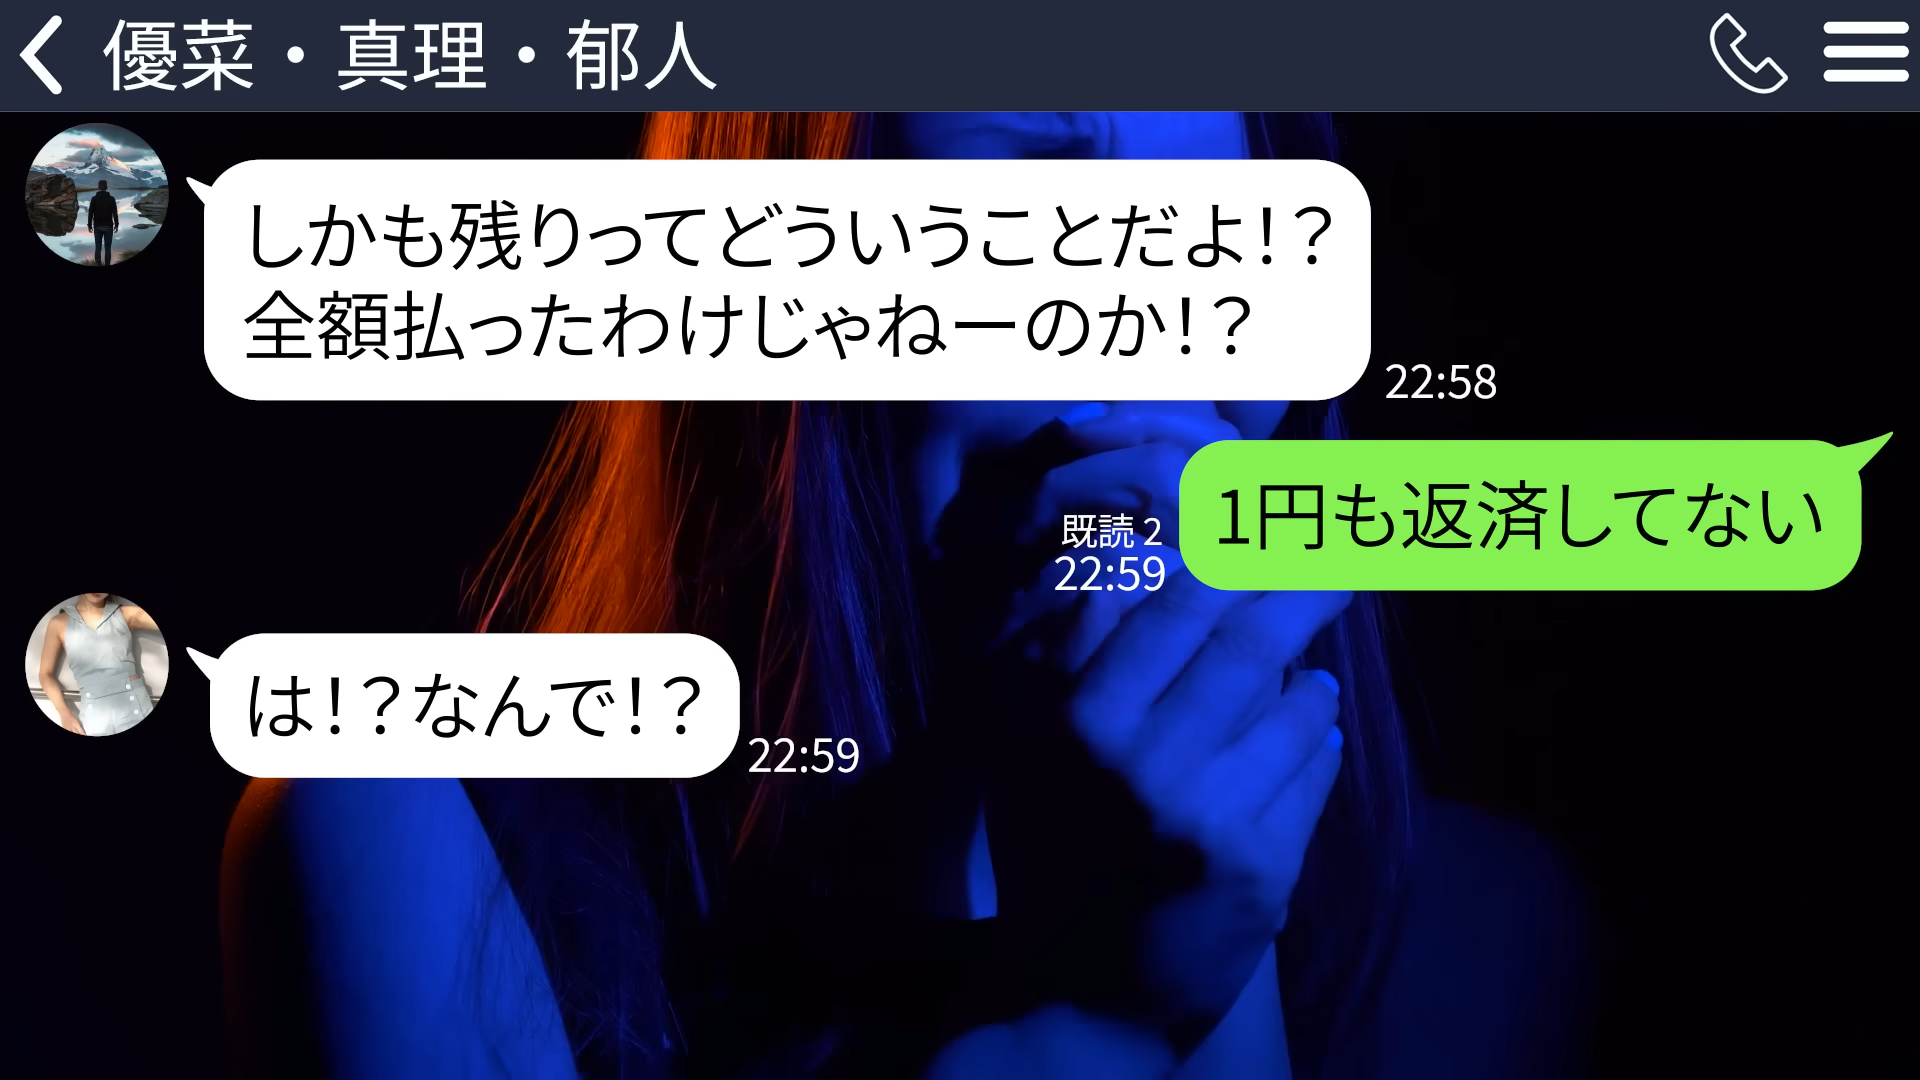 優菜・真理・郁人
しかも残りってどういうことだよ！？
全額払ったわけじゃねーのか！？
22:58
1円も返済してない
既読 2
22:59
は！？なんで！？
22:59